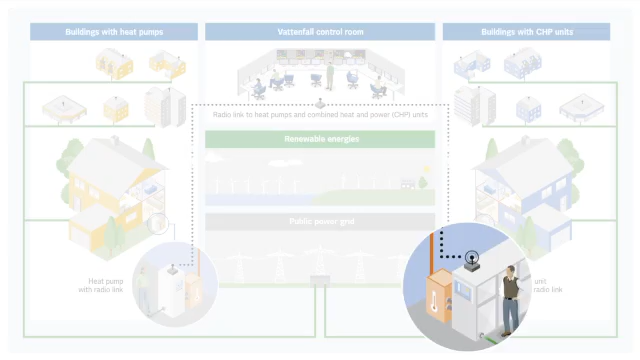 Buildings with heat pumps
Vattenfall control room
Buildings with CHP units
Radio link to heat pumps and combined heat and power (CHP) units
Renewable energies
Public power grid
Heat pump
with radio link
unit
radio link